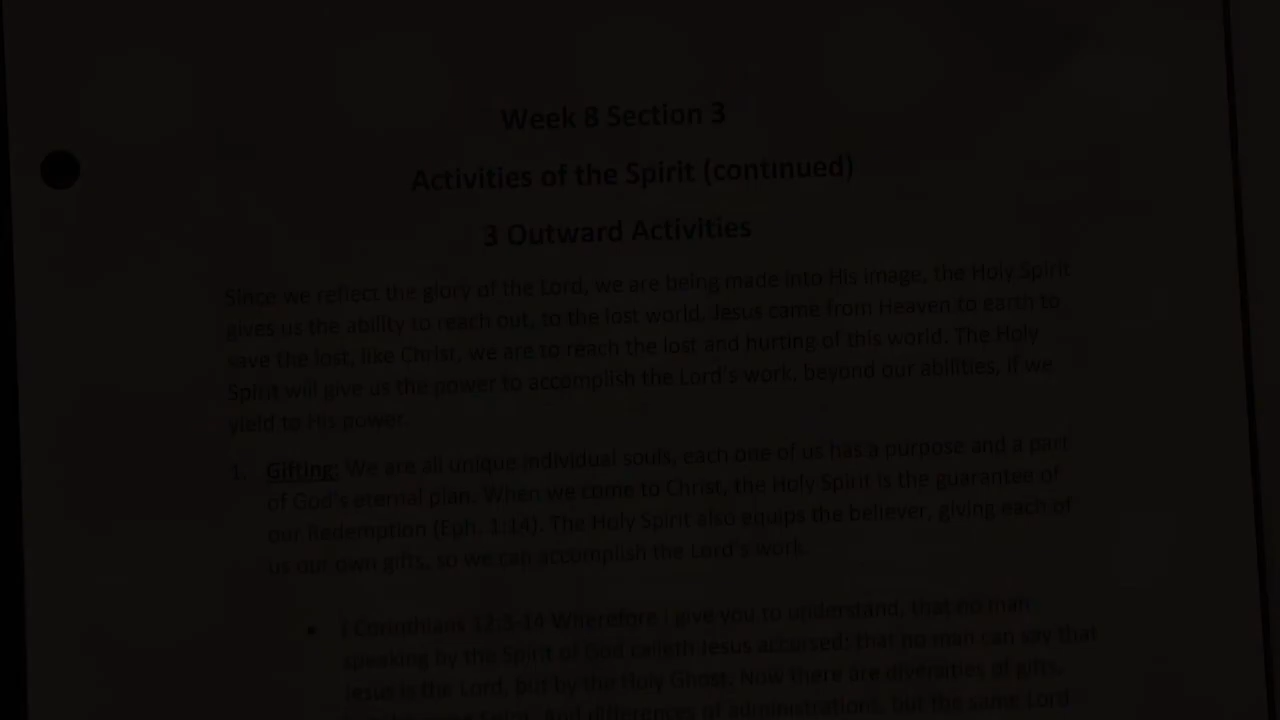 Week 8 Section 3
Activities of the Spirit (continued)
3 Outward Activities
Since we reflect the glory of the Lord, we are being made into His image, the Holy Spirit
gives us the ability to reach out, to the lost world. Jesus came from Heaven to earth to
save the lost, like Christ, we are to reach the lost and hurting of this world. The Holy
Spirit will give us the power to accomplish the Lord's work, beyond our abilities, if we
yield to His power.
1. Gifting: We are all unique individual souls, each one of us has a purpose and a part
of God's eternal plan. When we come to Christ, the Holy Spirit is the guarantee of
our Redemption (Eph. 1:14). The Holy Spirit also equips the believer, giving each of
us our own gifts, so we can accomplish the Lord's work.
• I Corinthians 12:3-14 Wherefore I give you to understand, that no man
speaking by the Spirit of God calleth Jesus accursed: that no man can say that
Jesus is the Lord, but by the Holy Ghost. Now there are diversities of gifts,
And differences of administrations, but the same Lord